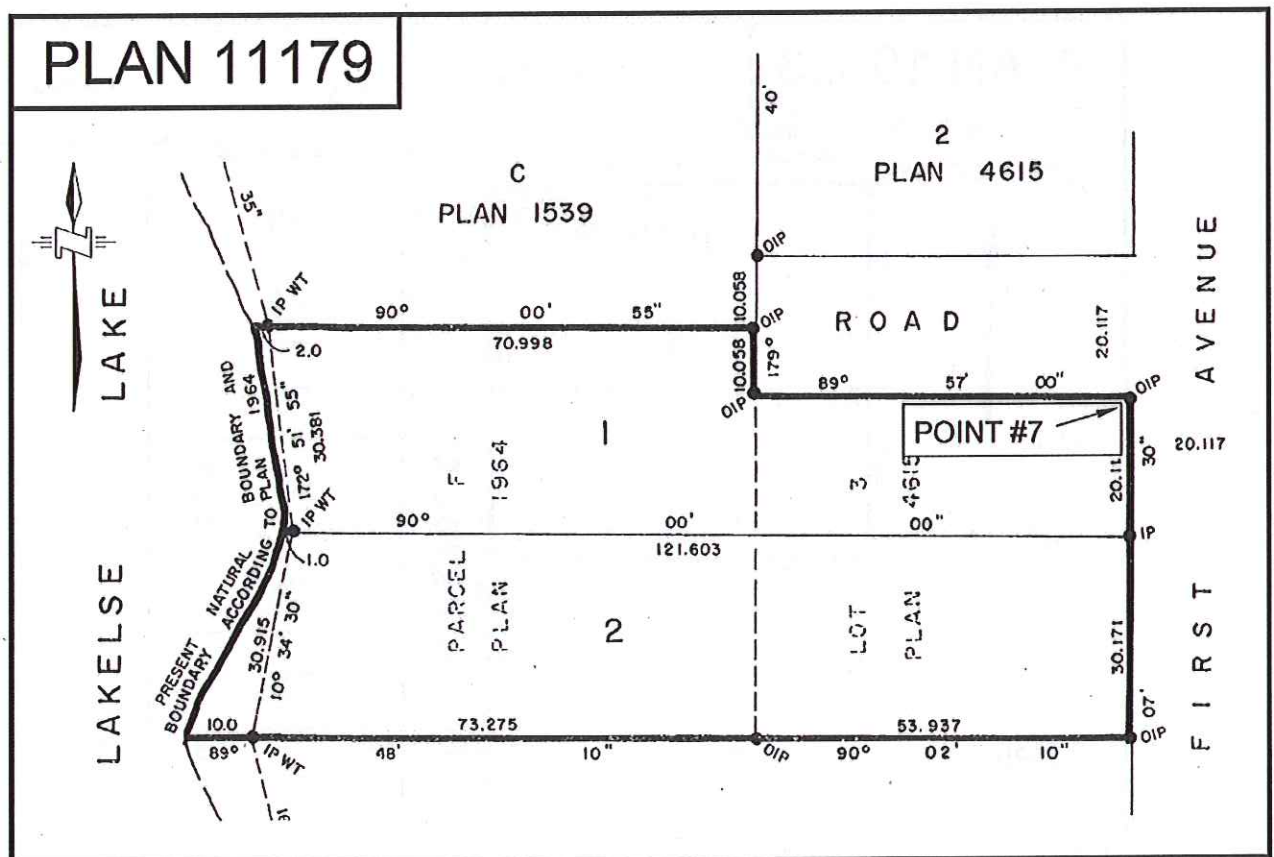 PLAN 11179
40'
2
PLAN 4615
C
PLAN 1539
35"
N
LAKE
LAKELSE
IP WT
OIP
90° 00' 55"
70.998
10.058
OIP
ROAD
20.117
AVENUE
2.0
10.058
179°
OIP
89° 57' 00"
OIP
POINT #7
BOUNDARY AND
PLAN 1964
172° 51' 55"
30.381
1
F
1964
3
4615
20.11
30"
20.117
IP WT
90° 00' 00"
121.603
IP
1.0
PRESENT NATURAL
BOUNDARY ACCORDING TO
30.915
10° 34' 30"
PARCEL
PLAN
2
LOT
PLAN
30.171
07'
FIRST
10.0
73.275
53.937
OIP
89° 48' 10"
IP WT
OIP
90° 02' 10"